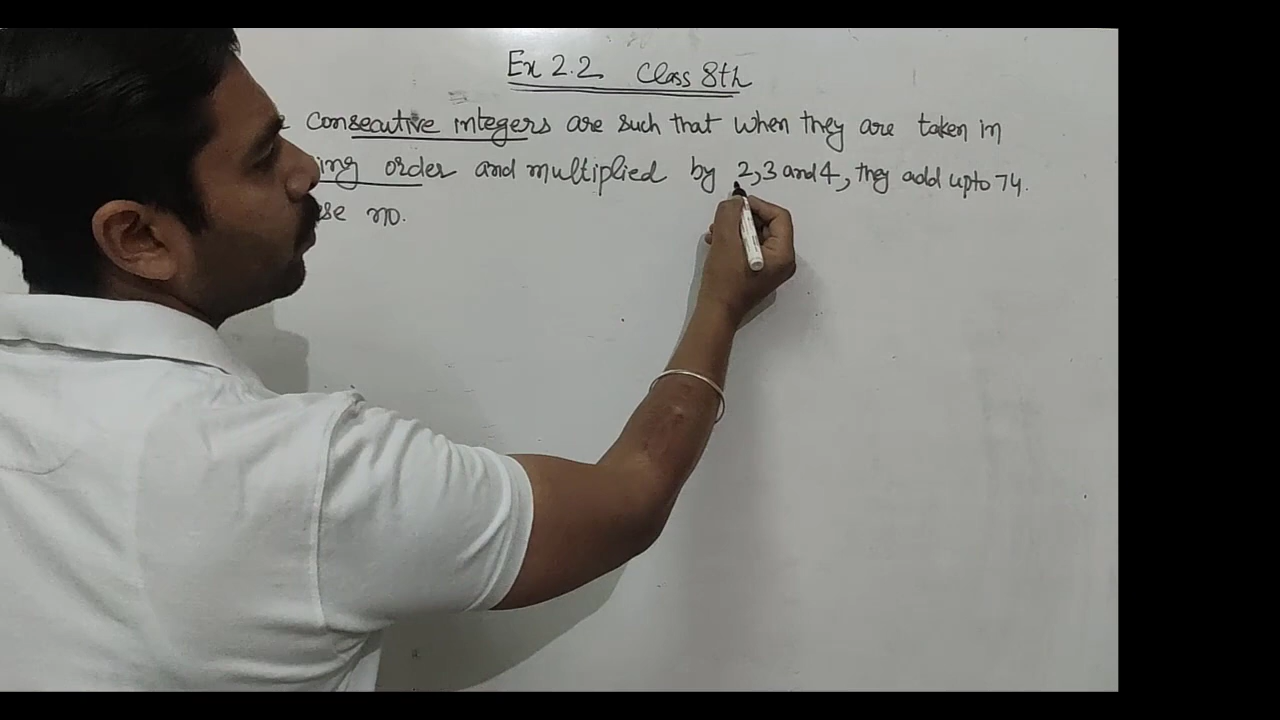 Ex 2.2 Class 8th
consecutive integers are such that when they are taken in
order and multiplied by 2,3 and 4, they add upto 74.
no.